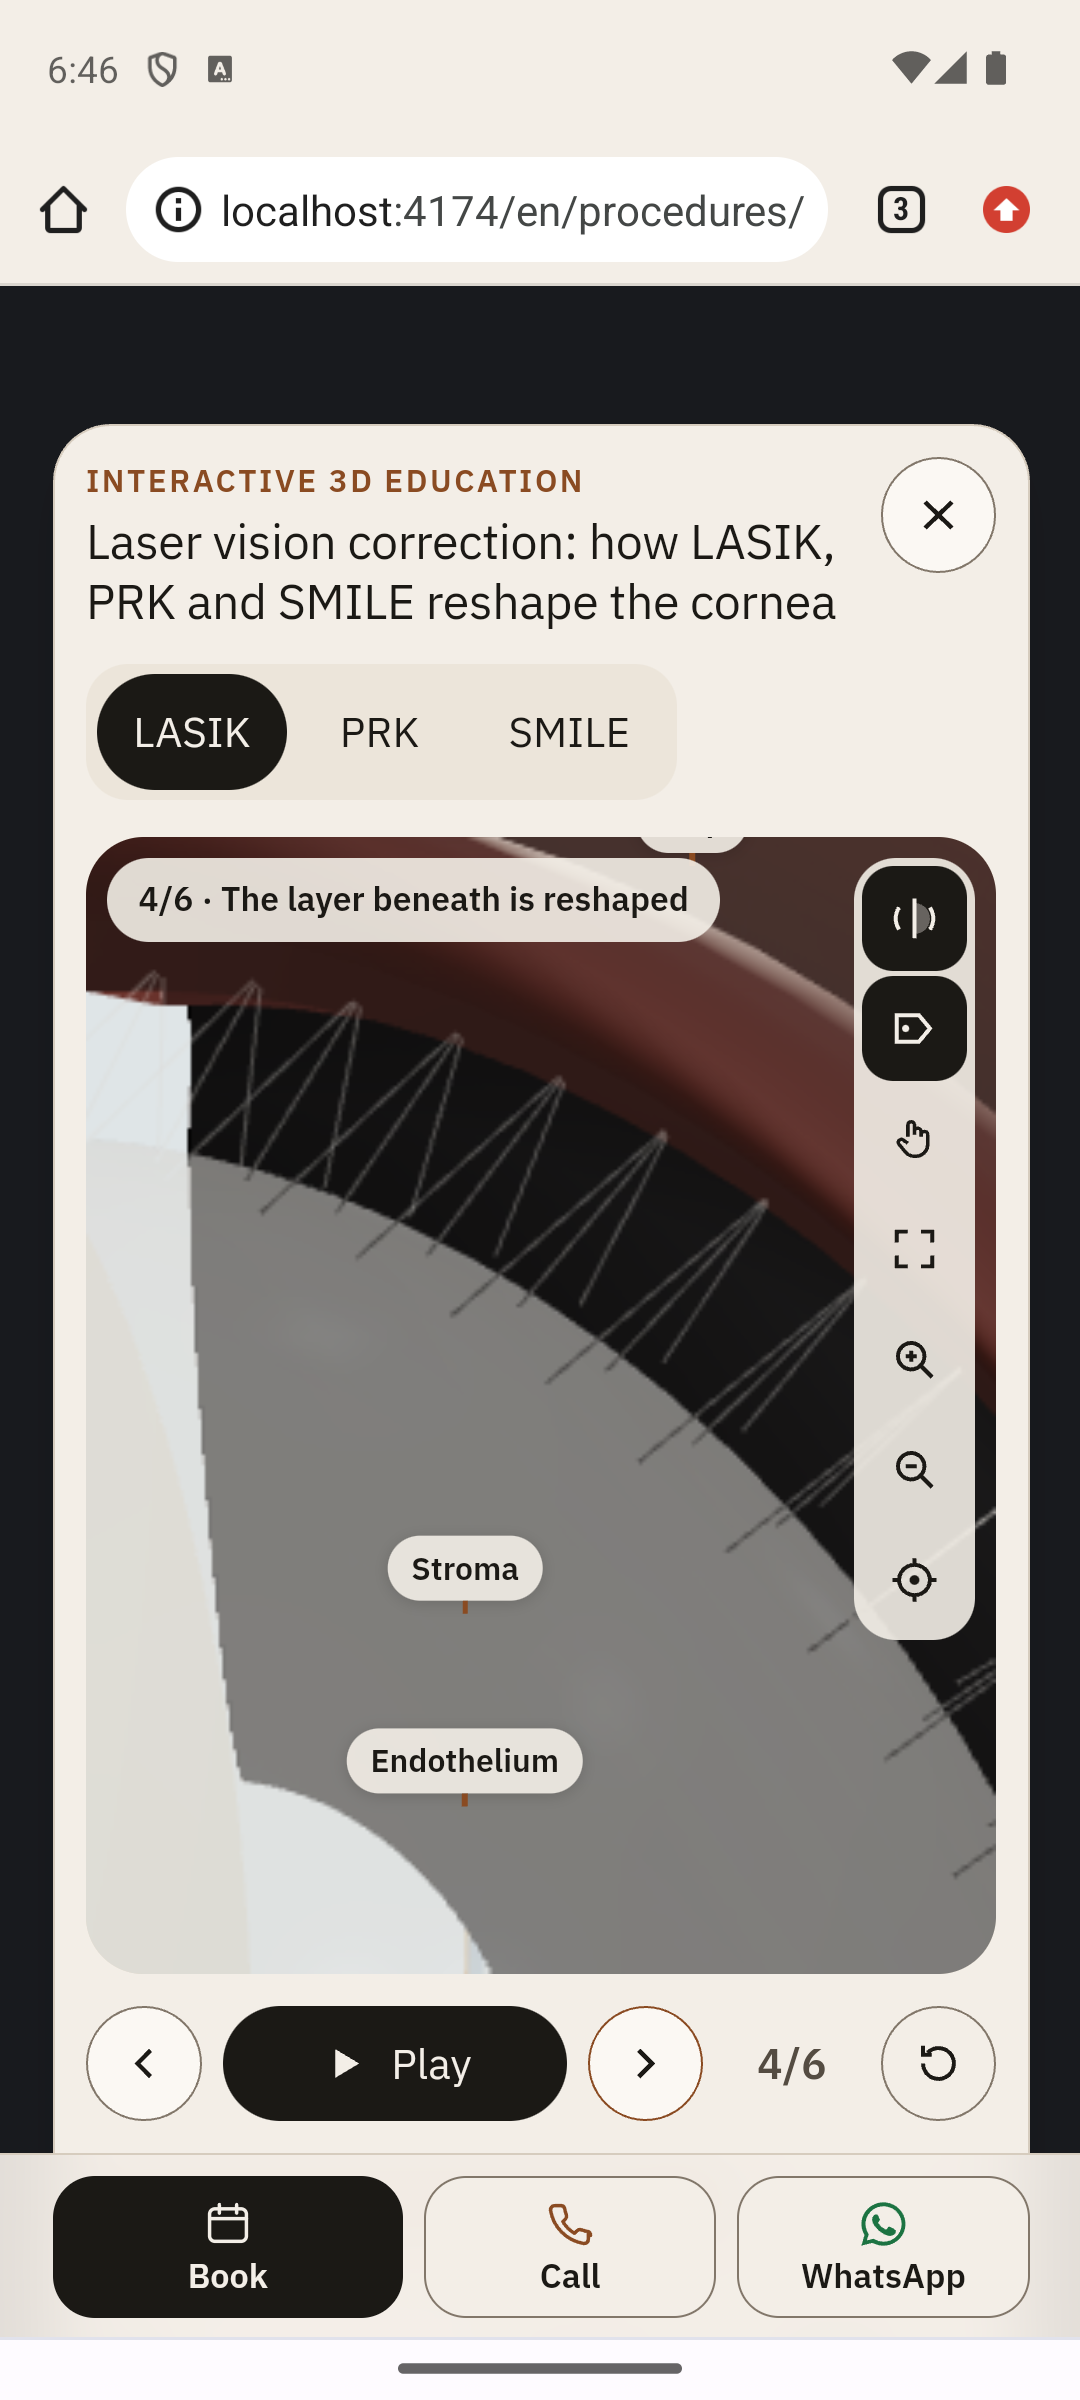 6:46
localhost:4174/en/procedures/
3
INTERACTIVE 3D EDUCATION
Laser vision correction: how LASIK,
PRK and SMILE reshape the cornea
LASIK
PRK
SMILE
4/6 · The layer beneath is reshaped
Stroma
Endothelium
Play
4/6
Book
Call
WhatsApp